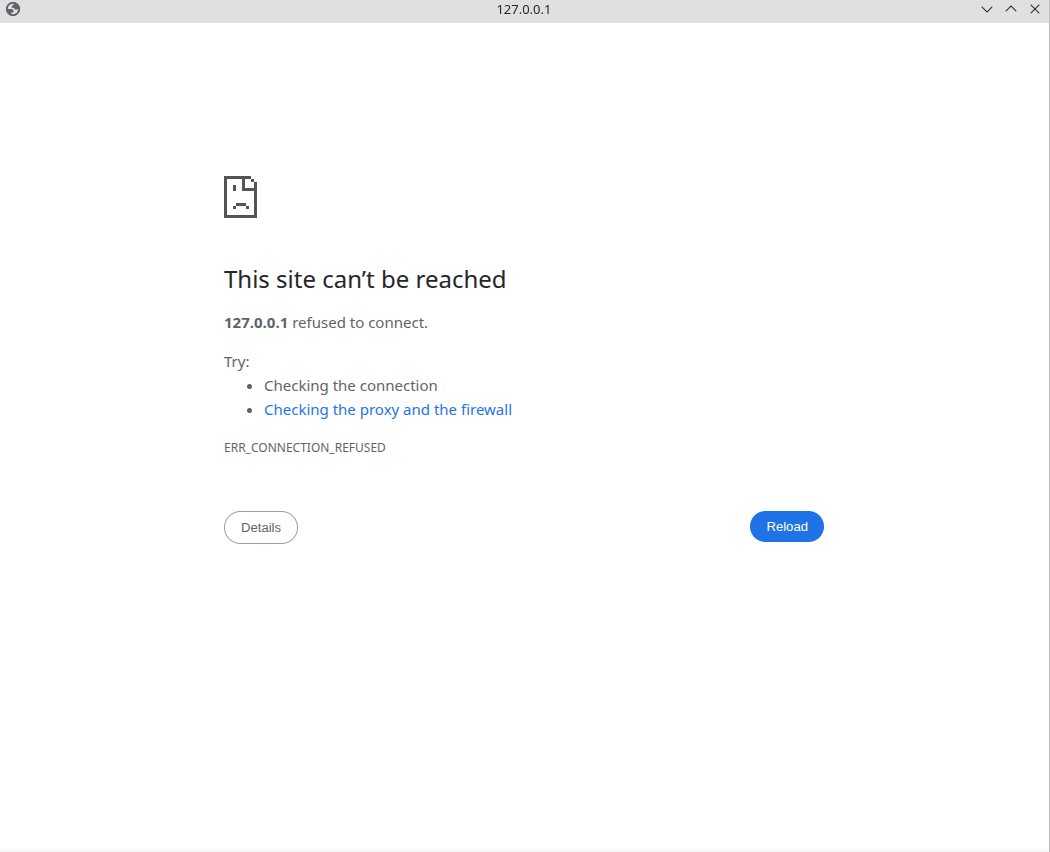 127.0.0.1
This site can’t be reached
127.0.0.1 refused to connect.
Try:
Checking the connection
Checking the proxy and the firewall
ERR_CONNECTION_REFUSED
Details
Reload